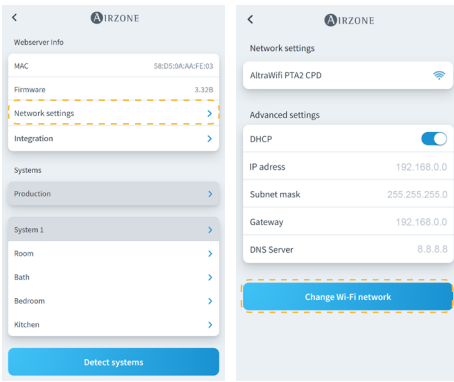 AIRZONE
Webserver Info
MAC 58:D5:0A:AA:FE:03
Firmware 3.32B
Network settings
Integration
Systems
Production
System 1
Room
Bath
Bedroom
Kitchen
Detect systems
AIRZONE
Network settings
AltraWifi PTA2 CPD
Advanced settings
DHCP
IP adress 192.168.0.0
Subnet mask 255.255.255.0
Gateway 192.168.0.0
DNS Server 8.8.8.8
Change Wi-Fi network